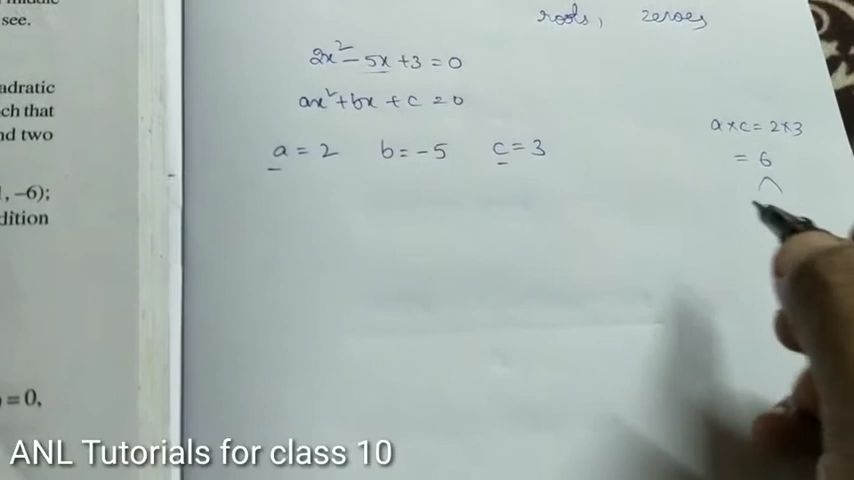 see.
adratic
ch that
nd two
, −6);
dition
= 0,
roots, zeroes
2x² − 5x + 3 = 0
ax² + bx + c = 0
a = 2 b = −5 c = 3
a×c = 2×3
= 6
ANL Tutorials for class 10